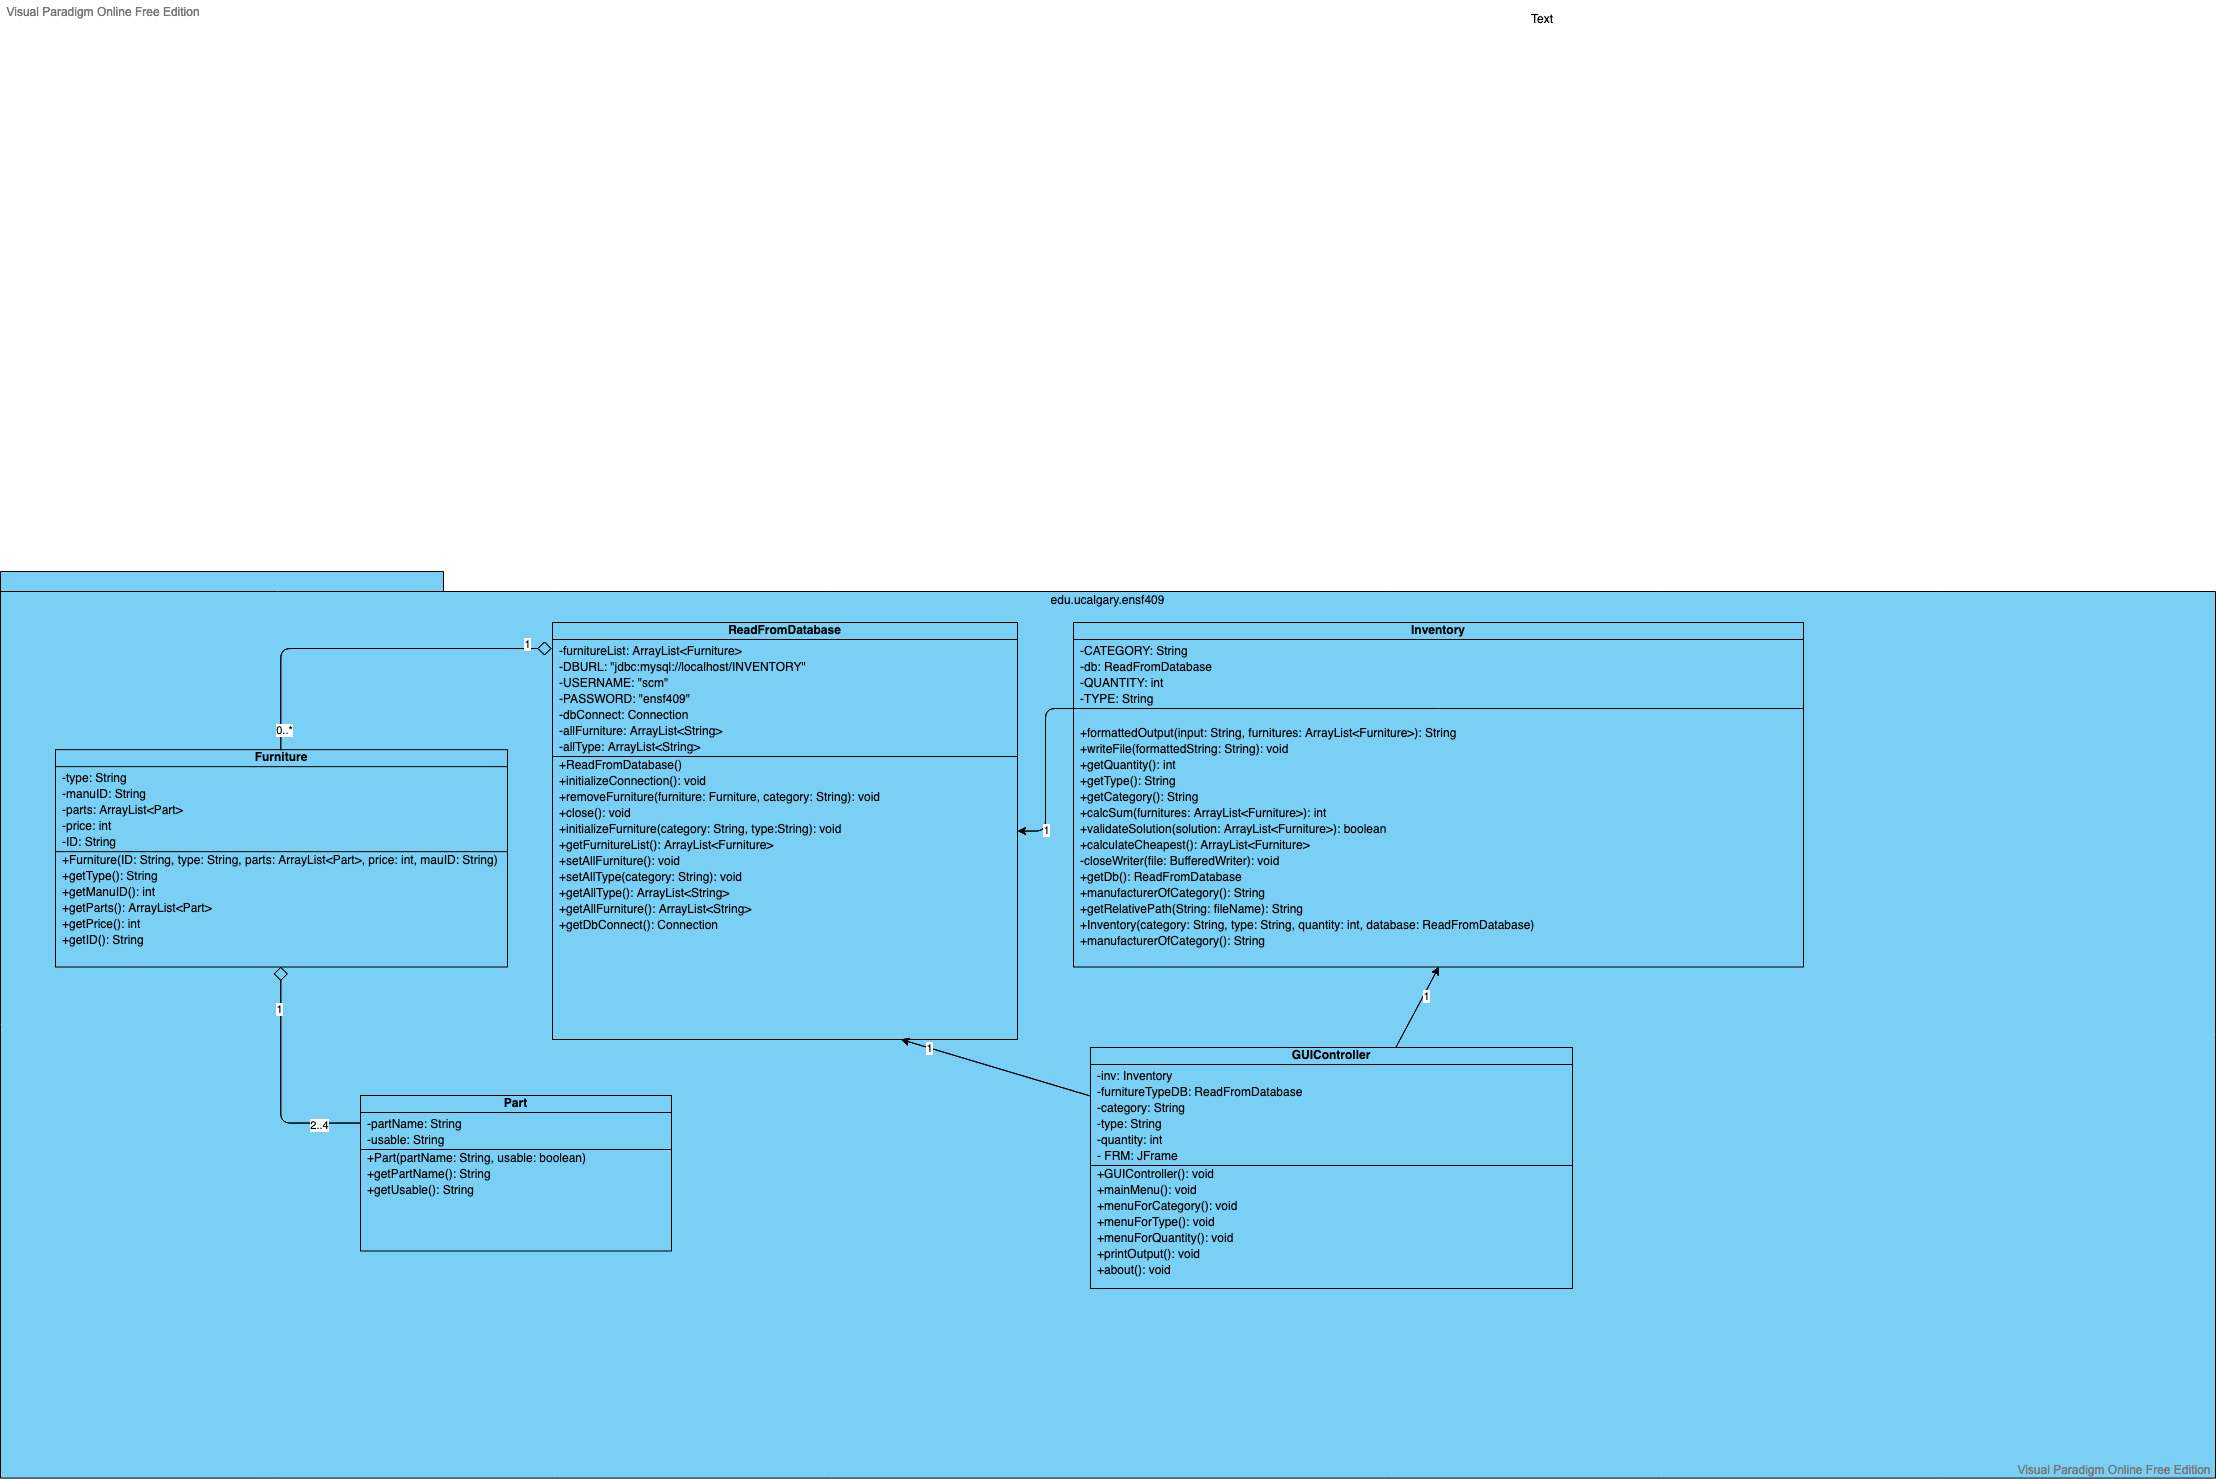 Visual Paradigm Online Free Edition
Text
edu.ucalgary.ensf409
ReadFromDatabase
-furnitureList: ArrayList<Furniture>
-DBURL: "jdbc:mysql://localhost/INVENTORY"
-USERNAME: "scm"
-PASSWORD: "ensf409"
-dbConnect: Connection
-allFurniture: ArrayList<String>
-allType: ArrayList<String>
+ReadFromDatabase()
+initializeConnection(): void
+removeFurniture(furniture: Furniture, category: String): void
+close(): void
+initializeFurniture(category: String, type:String): void
+getFurnitureList(): ArrayList<Furniture>
+setAllFurniture(): void
+setAllType(category: String): void
+getAllType(): ArrayList<String>
+getAllFurniture(): ArrayList<String>
+getDbConnect(): Connection
Inventory
-CATEGORY: String
-db: ReadFromDatabase
-QUANTITY: int
-TYPE: String
+formattedOutput(input: String, furnitures: ArrayList<Furniture>): String
+writeFile(formattedString: String): void
+getQuantity(): int
+getType(): String
+getCategory(): String
+calcSum(furnitures: ArrayList<Furniture>): int
+validateSolution(solution: ArrayList<Furniture>): boolean
+calculateCheapest(): ArrayList<Furniture>
-closeWriter(file: BufferedWriter): void
+getDb(): ReadFromDatabase
+manufacturerOfCategory(): String
+getRelativePath(String: fileName): String
+Inventory(category: String, type: String, quantity: int, database: ReadFromDatabase)
+manufacturerOfCategory(): String
1
0..*
1
Furniture
-type: String
-manuID: String
-parts: ArrayList<Part>
-price: int
-ID: String
+Furniture(ID: String, type: String, parts: ArrayList<Part>, price: int, mauID: String)
+getType(): String
+getManuID(): int
+getParts(): ArrayList<Part>
+getPrice(): int
+getID(): String
1
2..4
1
1
Part
-partName: String
-usable: String
+Part(partName: String, usable: boolean)
+getPartName(): String
+getUsable(): String
GUIController
-inv: Inventory
-furnitureTypeDB: ReadFromDatabase
-category: String
-type: String
-quantity: int
- FRM: JFrame
+GUIController(): void
+mainMenu(): void
+menuForCategory(): void
+menuForType(): void
+menuForQuantity(): void
+printOutput(): void
+about(): void
Visual Paradigm Online Free Edition